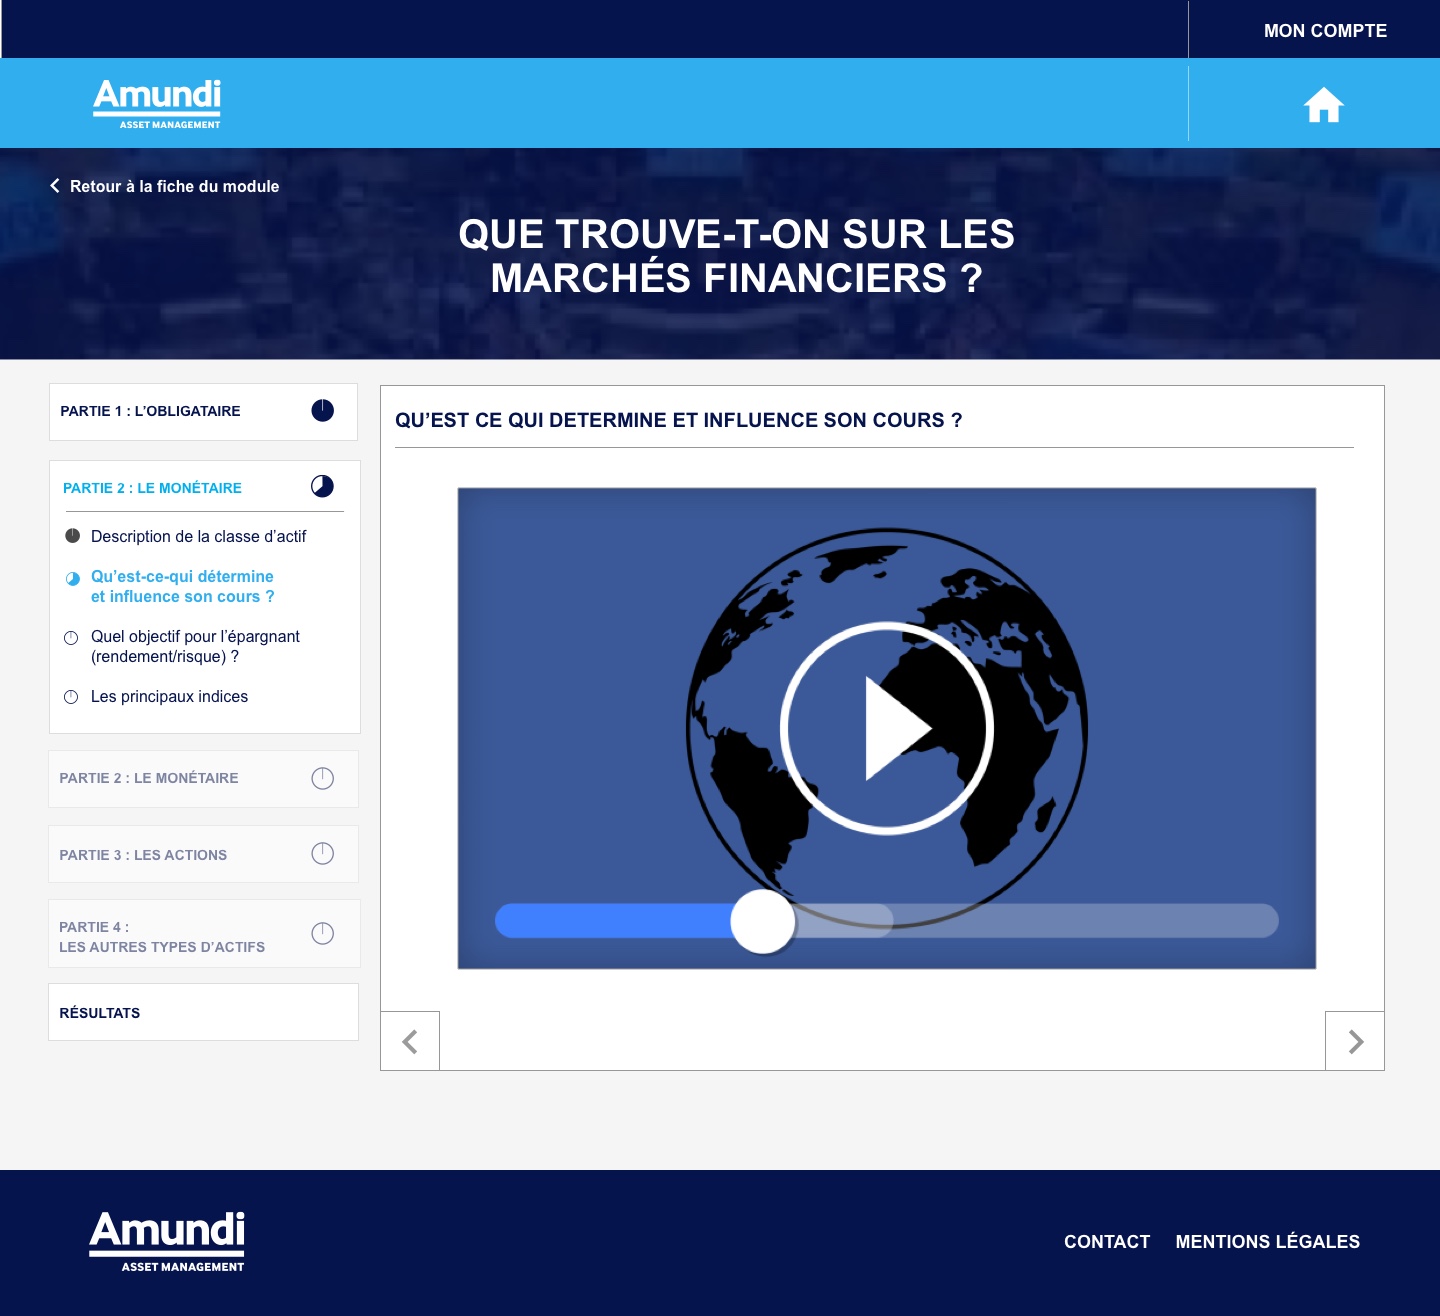 MON COMPTE
Amundi
ASSET MANAGEMENT
Retour à la fiche du module
QUE TROUVE-T-ON SUR LES
MARCHÉS FINANCIERS ?
PARTIE 1 : L’OBLIGATAIRE
PARTIE 2 : LE MONÉTAIRE
Description de la classe d’actif
Qu’est-ce-qui détermine
et influence son cours ?
Quel objectif pour l’épargnant
(rendement/risque) ?
Les principaux indices
PARTIE 2 : LE MONÉTAIRE
PARTIE 3 : LES ACTIONS
PARTIE 4 :
LES AUTRES TYPES D’ACTIFS
RÉSULTATS
QU’EST CE QUI DETERMINE ET INFLUENCE SON COURS ?
Amundi
ASSET MANAGEMENT
CONTACT MENTIONS LÉGALES